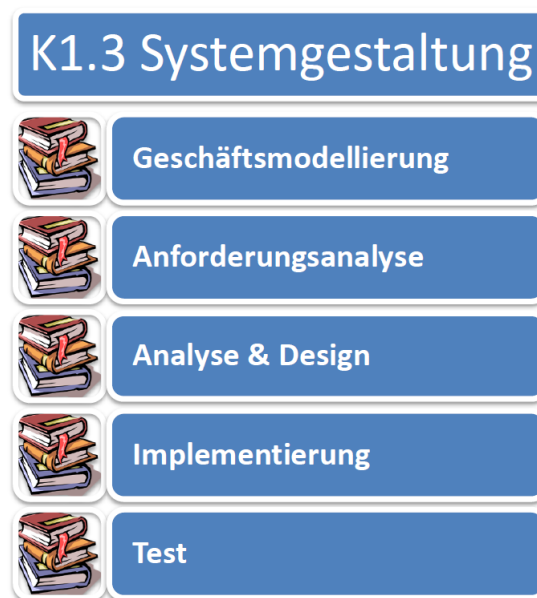 K1.3 Systemgestaltung
Geschäftsmodellierung
Anforderungsanalyse
Analyse & Design
Implementierung
Test